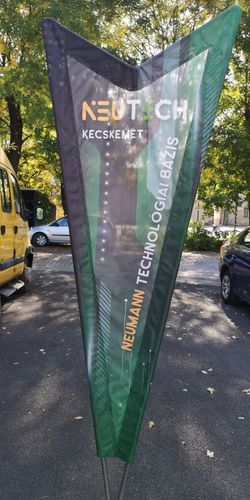 NEUTECH
KECSKEMÉT
NEUMANN TECHNOLÓGIAI BÁZIS